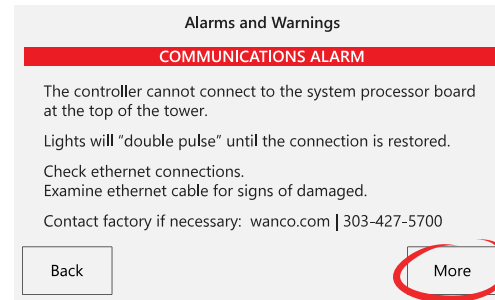 Alarms and Warnings
COMMUNICATIONS ALARM
The controller cannot connect to the system processor board
at the top of the tower.
Lights will “double pulse” until the connection is restored.
Check ethernet connections.
Examine ethernet cable for signs of damaged.
Contact factory if necessary: wanco.com | 303-427-5700
Back
More